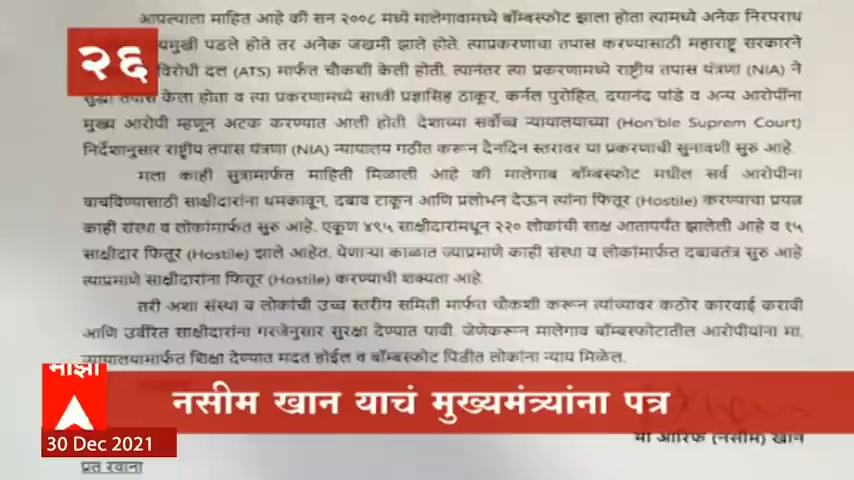 आपल्याला माहित आहे की सन २००८ मध्ये मालेगावामध्ये बॉम्बस्फोट झाला होता त्यामध्ये अनेक निरपराध
२६
मुखी पडले होते तर अनेक जखमी झाले होते. त्याप्रकरणाचा तपास करण्यासाठी महाराष्ट्र सरकारने
विरोधी दल (ATS) मार्फत चौकशी केली होती. त्यानंतर त्या प्रकरणामध्ये राष्ट्रीय तपास यंत्रणा (NIA) ने
सुद्धा तपास केला होता व त्या प्रकरणामध्ये साध्वी प्रज्ञासिंह ठाकूर, कर्नल पुरोहित, दयानंद पांडे व अन्य आरोपींना
मुख्य आरोपी म्हणून अटक करण्यात आली होती. देशाच्या सर्वोच्च न्यायालयाच्या (Hon'ble Suprem Court)
निर्देशानुसार राष्ट्रीय तपास यंत्रणा (NIA) न्यायालय गठीत करून दैनदिन स्तरावर या प्रकरणाची सुनावणी सुरु आहे.
मला काही सुत्रामार्फत माहिती मिळाली आहे की मालेगाब बॉम्बस्फोट मधील सर्व आरोपींना
वाचविण्यासाठी साक्षीदारांना धमकावून, दबाव टाकून आणि प्रलोभन देऊन त्यांना फितूर (Hostile) करण्याचा प्रयत्न
काही संस्था व लोकांमार्फत सुरु आहे. एकूण ४९५ साक्षीदारांमधून २२० लोकांची साक्ष आतापर्यंत झालेली आहे व १५
साक्षीदार फितूर (Hostile) झाले आहेत. येणाऱ्या काळात ज्याप्रमाणे काही संस्था व लोकांमार्फत दबावतंत्र सुरु आहे
त्याप्रमाणे साक्षीदारांना फितूर (Hostile) करण्याची शक्यता आहे.
तरी अशा संस्था व लोकांची उच्च स्तरीय समिती मार्फत चौकशी करून त्यांच्यावर कठोर कारवाई करावी
आणि उर्वरित साक्षीदारांना गरजेनुसार सुरक्षा देण्यात पावी. जेणेकरून मालेगाव बॉम्बस्फोटातील आरोपीयांना मा.
न्यायालयामार्फत शिक्षा देण्यात मदत होईल व बॉम्बस्फोट पिडीत लोकांना न्याय मिळेल.
माझा
नसीम खान याचं मुख्यमंत्र्यांना पत्र
30 Dec 2021
मो आरिफ (नसीम) खान
प्रत रवाना